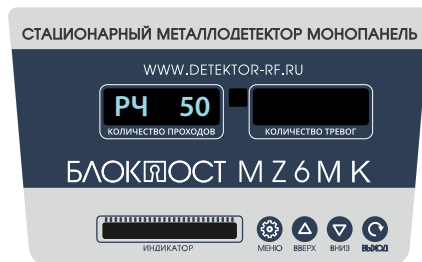 СТАЦИОНАРНЫЙ МЕТАЛЛОДЕТЕКТОР МОНОПАНЕЛЬ
WWW.DETEKTOR-RF.RU
РЧ 50
КОЛИЧЕСТВО ПРОХОДОВ КОЛИЧЕСТВО ТРЕВОГ
БЛОКПОСТ MZ6MK
ИНДИКАТОР МЕНЮ ВВЕРХ ВНИЗ ВЫХОД